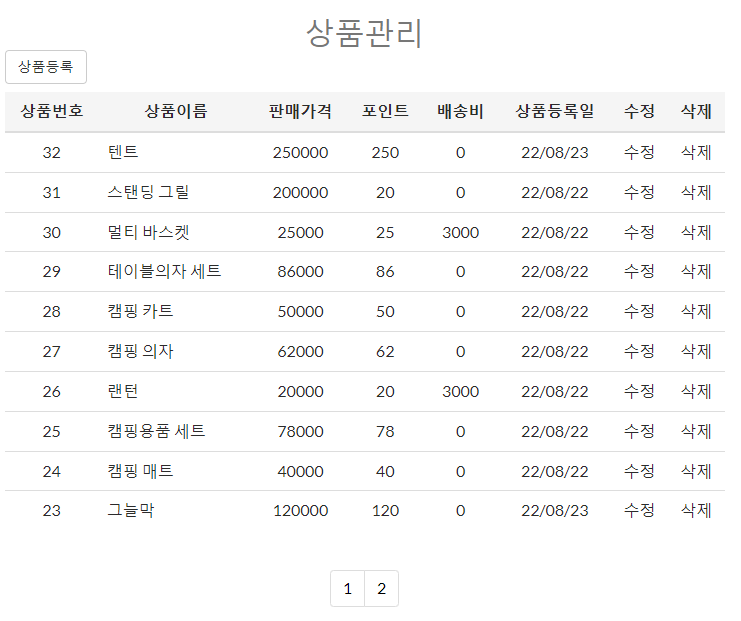 상품관리
상품등록
상품번호 상품이름 판매가격 포인트 배송비 상품등록일 수정 삭제
32 텐트 250000 250 0 22/08/23 수정 삭제
31 스탠딩 그릴 200000 20 0 22/08/22 수정 삭제
30 멀티 바스켓 25000 25 3000 22/08/22 수정 삭제
29 테이블의자 세트 86000 86 0 22/08/22 수정 삭제
28 캠핑 카트 50000 50 0 22/08/22 수정 삭제
27 캠핑 의자 62000 62 0 22/08/22 수정 삭제
26 랜턴 20000 20 3000 22/08/22 수정 삭제
25 캠핑용품 세트 78000 78 0 22/08/22 수정 삭제
24 캠핑 매트 40000 40 0 22/08/22 수정 삭제
23 그늘막 120000 120 0 22/08/23 수정 삭제
1 2